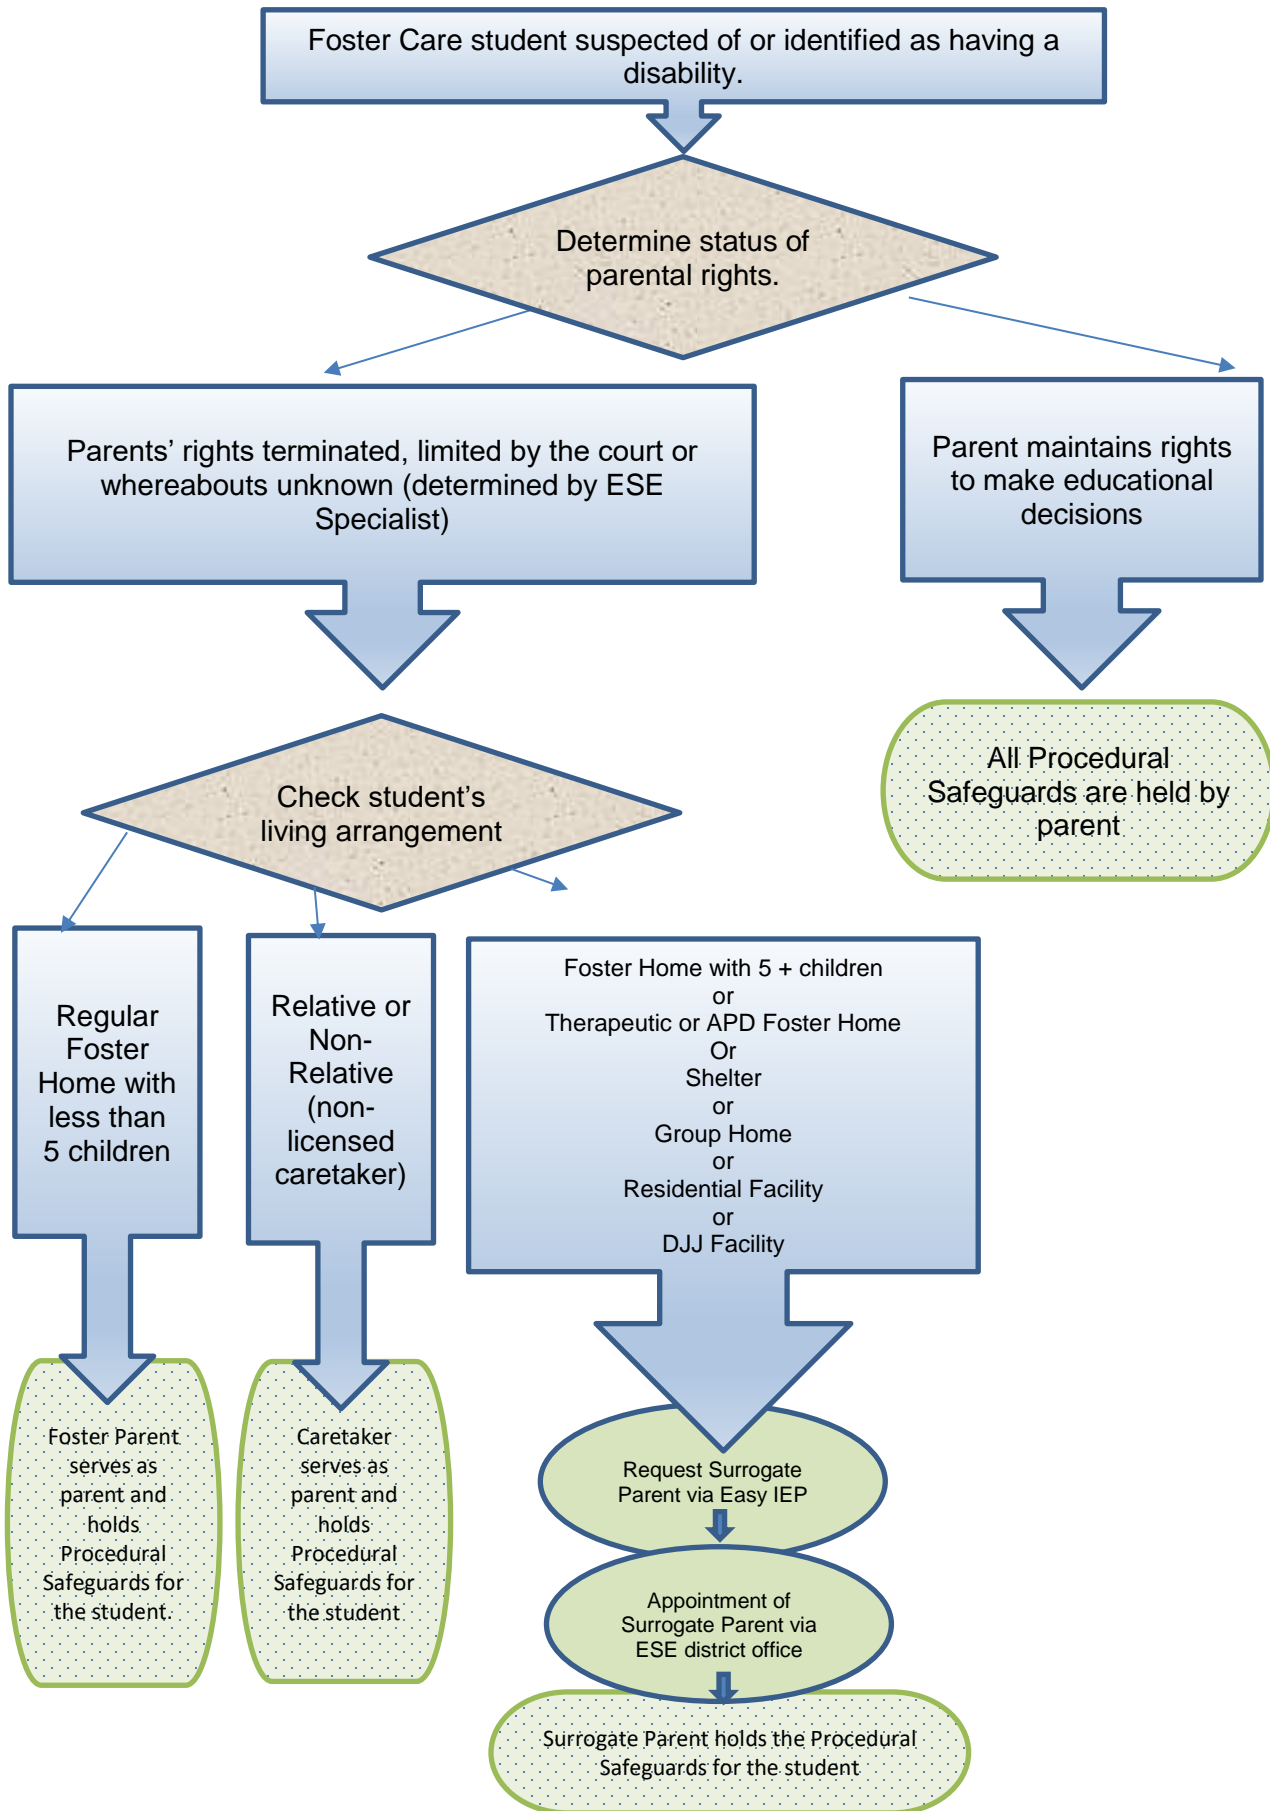 Foster Care student suspected of or identified as having a
disability.
Determine status of
parental rights.
Parents’ rights terminated, limited by the court or
whereabouts unknown (determined by ESE
Specialist)
Parent maintains rights
to make educational
decisions
All Procedural
Safeguards are held by
parent
Check student’s
living arrangement
Regular
Foster
Home with
less than
5 children
Relative or
Non-
Relative
(non-
licensed
caretaker)
Foster Home with 5 + children
or
Therapeutic or APD Foster Home
Or
Shelter
or
Group Home
or
Residential Facility
or
DJJ Facility
Foster Parent
serves as
parent and
holds
Procedural
Safeguards for
the student.
Caretaker
serves as
parent and
holds
Procedural
Safeguards for
the student
Request Surrogate
Parent via Easy IEP
Appointment of
Surrogate Parent via
ESE district office
Surrogate Parent holds the Procedural
Safeguards for the student